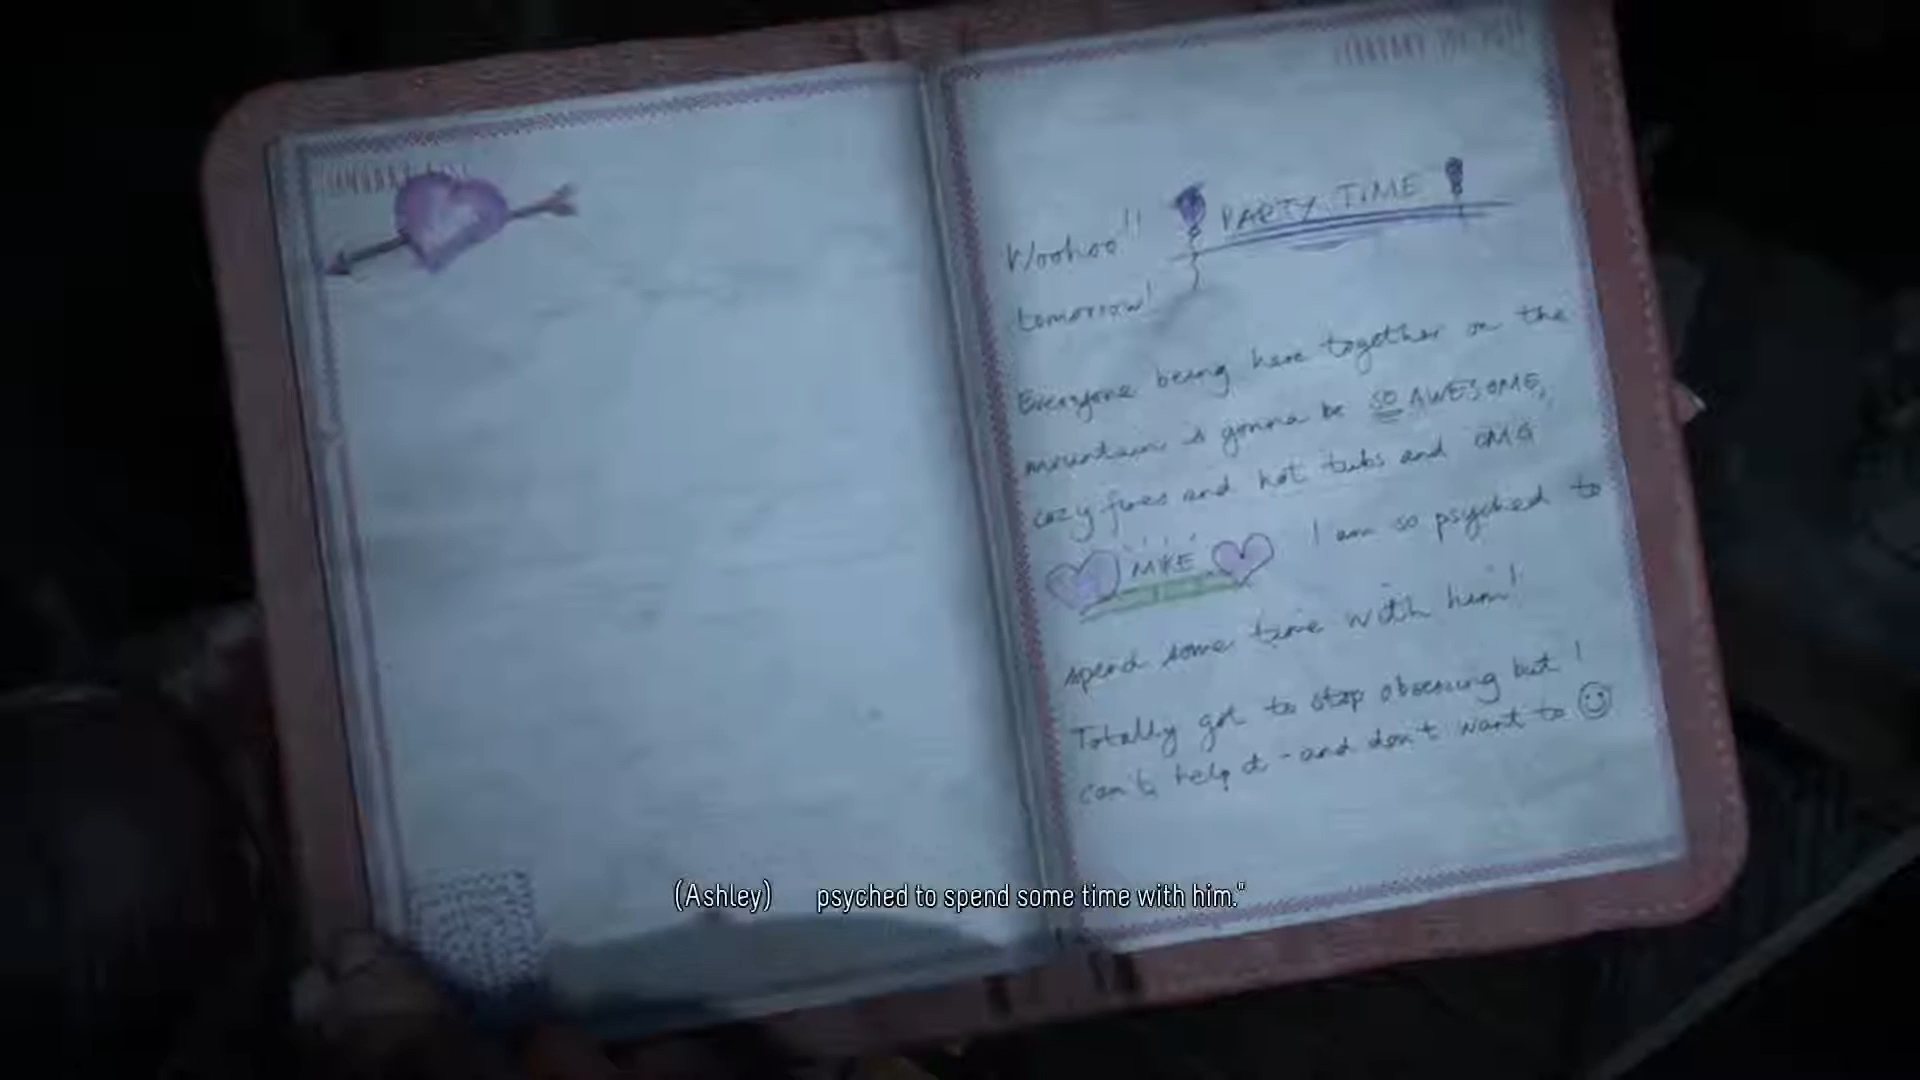 Woohoo!! PARTY TIME!
tomorrow!
Everyone being here together on the
mountain is gonna be SO AWESOME,
cozy fires and hot tubs and OMG
MIKE I am so psyched to
spend some time with him!
Totally got to stop obsessing but I
can't help it - and don't want to
(Ashley) psyched to spend some time with him."